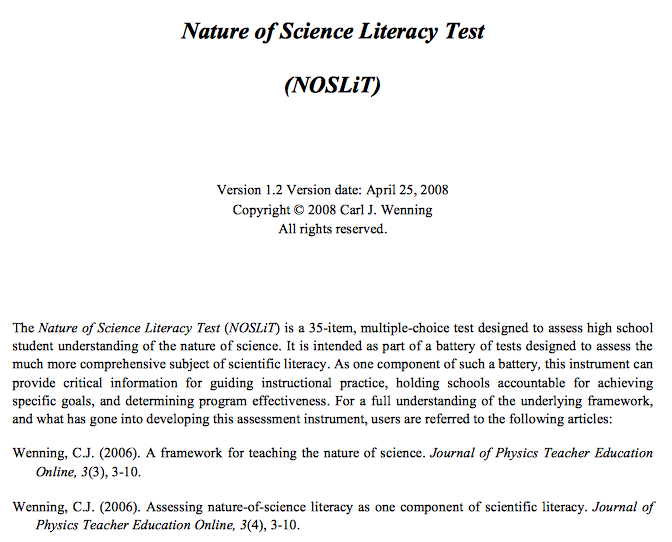 Nature of Science Literacy Test
(NOSLiT)
Version 1.2 Version date: April 25, 2008
Copyright © 2008 Carl J. Wenning
All rights reserved.
The Nature of Science Literacy Test (NOSLiT) is a 35-item, multiple-choice test designed to assess high school
student understanding of the nature of science. It is intended as part of a battery of tests designed to assess the
much more comprehensive subject of scientific literacy. As one component of such a battery, this instrument can
provide critical information for guiding instructional practice, holding schools accountable for achieving
specific goals, and determining program effectiveness. For a full understanding of the underlying framework,
and what has gone into developing this assessment instrument, users are referred to the following articles:
Wenning, C.J. (2006). A framework for teaching the nature of science. Journal of Physics Teacher Education
Online, 3(3), 3-10.
Wenning, C.J. (2006). Assessing nature-of-science literacy as one component of scientific literacy. Journal of
Physics Teacher Education Online, 3(4), 3-10.